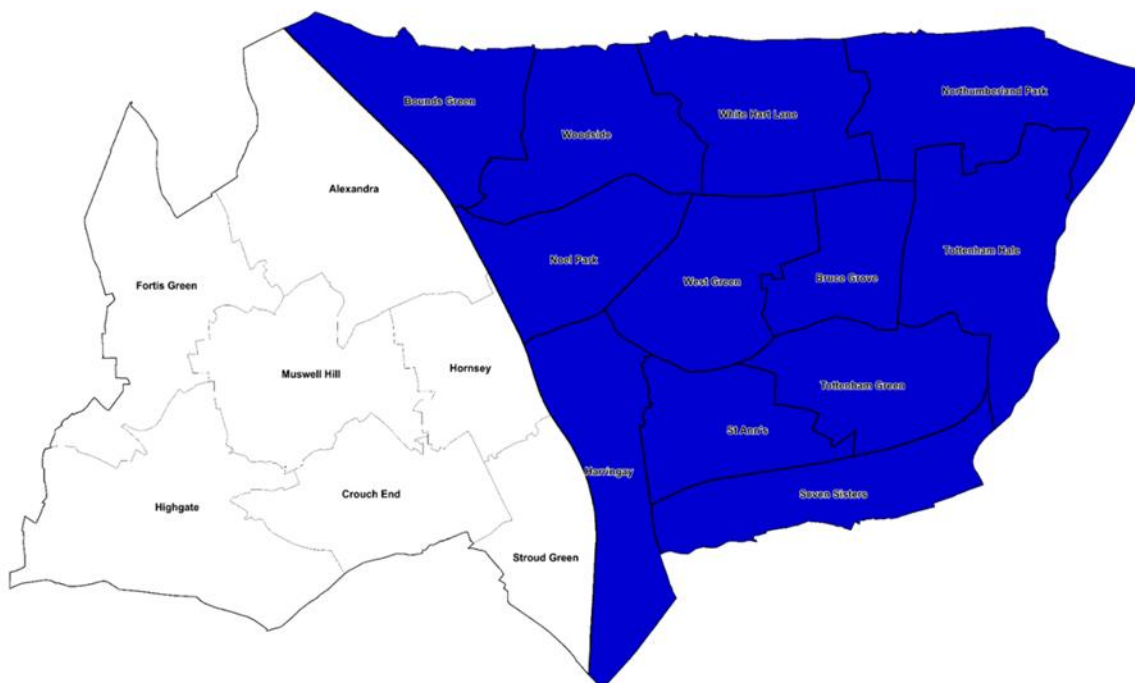 Bounds Green
Northumberland Park
White Hart Lane
Woodside
Alexandra
Tottenham Hale
Noel Park
Bruce Grove
West Green
Fortis Green
Hornsey
Muswell Hill
Tottenham Green
St Ann's
Harringay
Crouch End
Seven Sisters
Highgate
Stroud Green